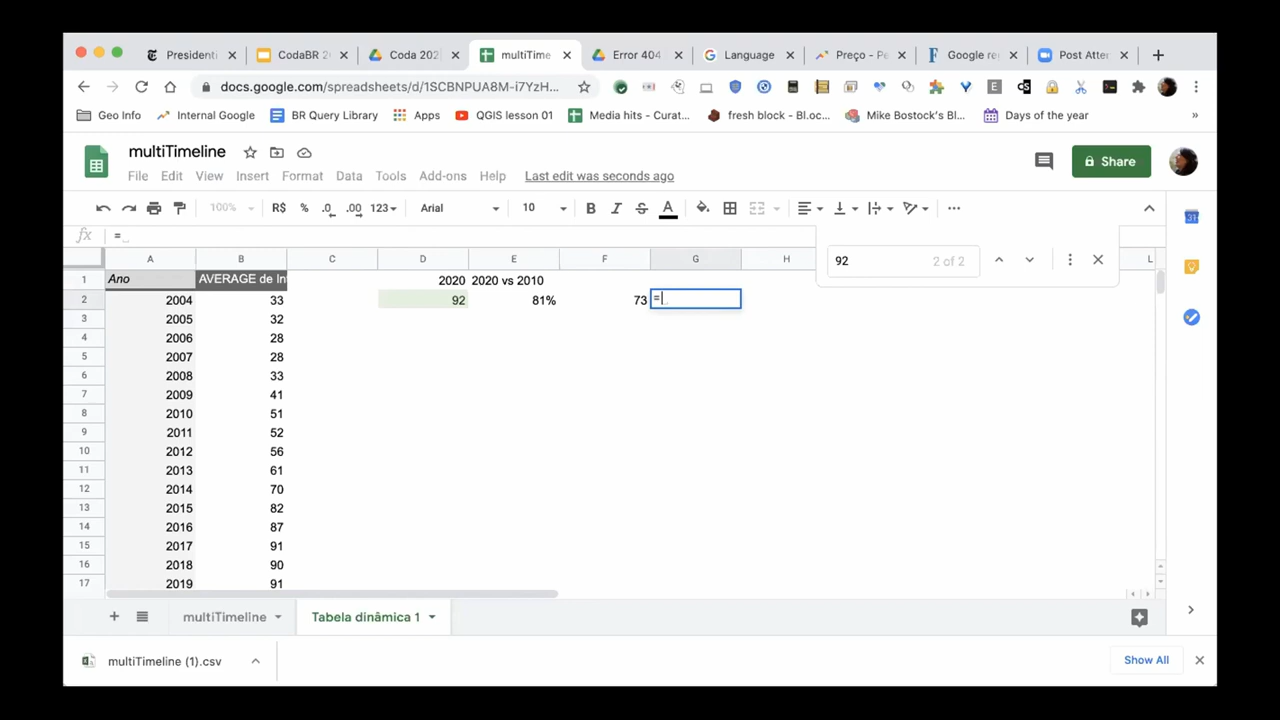 Presidenti
CodaBR 2
Coda 202
multiTime
Error 404
Language
Preço - Pe
Google re
Post Atter
docs.google.com/spreadsheets/d/1SCBNPUA8M-i7YzH...
Geo Info
Internal Google
BR Query Library
Apps
QGIS lesson 01
Media hits - Curat...
fresh block - Bl.oc...
Mike Bostock's Bl...
Days of the year
»
multiTimeline
Share
File Edit View Insert Format Data Tools Add-ons Help Last edit was seconds ago
100% R$ % .0 .00 123 Arial 10 B I S A
fx =
92 2 of 2
A B C D E F G H L
1 Ano AVERAGE de In 2020 2020 vs 2010
2 2004 33 92 81% 73 =
3 2005 32
4 2006 28
5 2007 28
6 2008 33
7 2009 41
8 2010 51
9 2011 52
10 2012 56
11 2013 61
12 2014 70
13 2015 82
14 2016 87
15 2017 91
16 2018 90
17 2019 91
multiTimeline
Tabela dinâmica 1
multiTimeline (1).csv
Show All